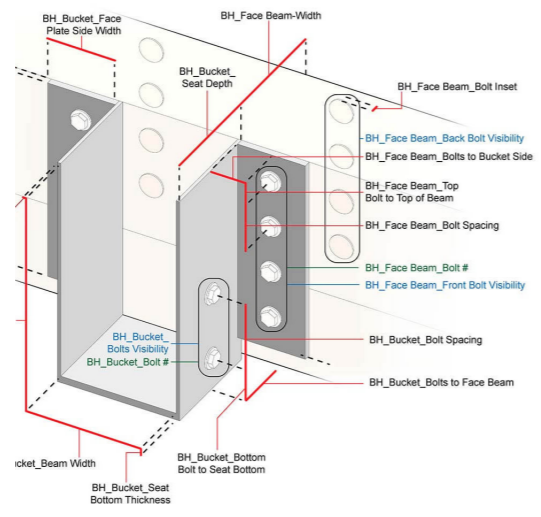 BH_Bucket_Face
Plate Side Width
BH_Face Beam-Width
BH_Bucket_
Seat Depth
BH_Face Beam_Bolt Inset
BH_Face Beam_Back Bolt Visibility
BH_Face Beam_Bolts to Bucket Side
BH_Face Beam_Top
Bolt to Top of Beam
BH_Face Beam_Bolt Spacing
BH_Face Beam_Bolt #
BH_Face Beam_Front Bolt Visibility
BH_Bucket_
Bolts Visibility
BH_Bucket_Bolt #
BH_Bucket_Bolt Spacing
BH_Bucket_Bolts to Face Beam
BH_Bucket_Bottom
Bolt to Seat Bottom
ucket_Beam Width
BH_Bucket_Seat
Bottom Thickness